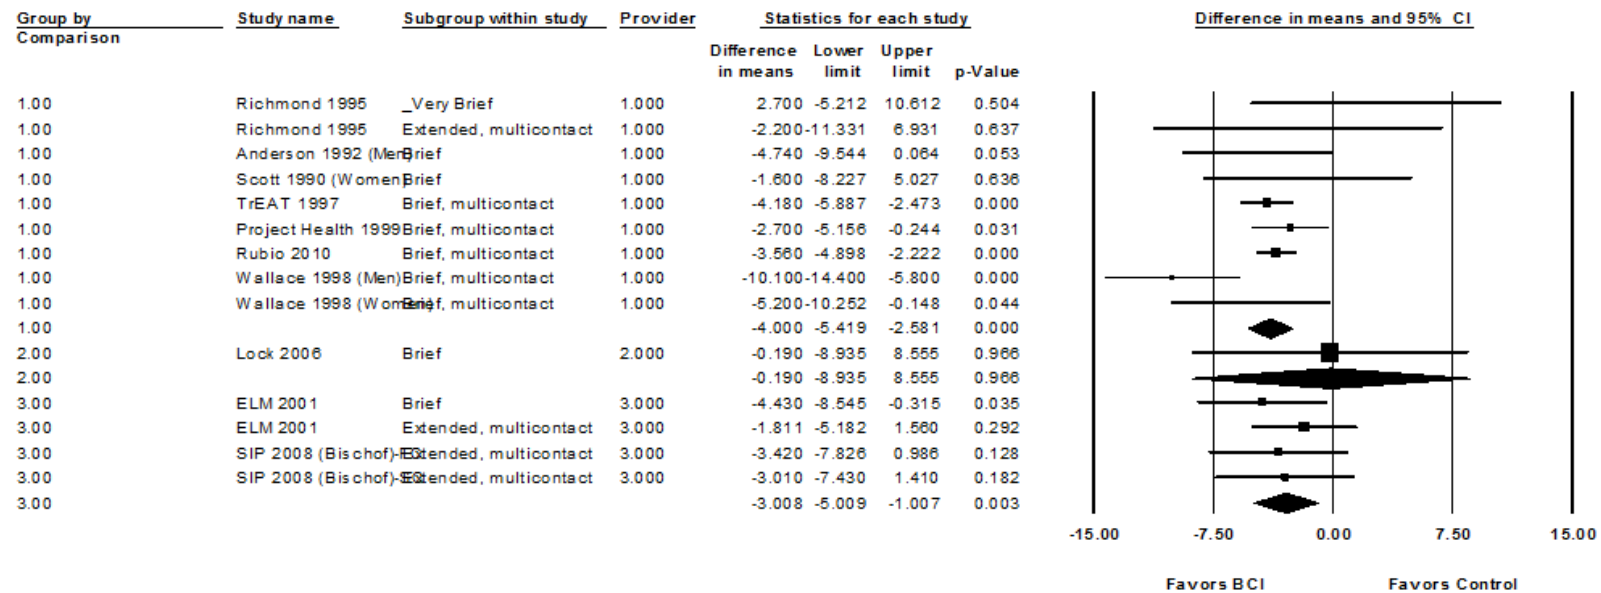 Group by Study name Subgroup within study Provider Statistics for each study Difference in means and 95% CI
Comparison
Difference Lower Upper
in means limit limit p-Value
1.00 Richmond 1995 _Very Brief 1.000 2.700 -5.212 10.612 0.504
1.00 Richmond 1995 Extended, multicontact 1.000 -2.200 -11.331 6.931 0.637
1.00 Anderson 1992 (Men) Brief 1.000 -4.740 -9.544 0.064 0.053
1.00 Scott 1990 (Women) Brief 1.000 -1.600 -8.227 5.027 0.636
1.00 TrEAT 1997 Brief, multicontact 1.000 -4.180 -5.887 -2.473 0.000
1.00 Project Health 1999 Brief, multicontact 1.000 -2.700 -5.156 -0.244 0.031
1.00 Rubio 2010 Brief, multicontact 1.000 -3.560 -4.898 -2.222 0.000
1.00 Wallace 1998 (Men) Brief, multicontact 1.000 -10.100 -14.400 -5.800 0.000
1.00 Wallace 1998 (Women) Brief, multicontact 1.000 -5.200 -10.252 -0.148 0.044
1.00 -4.000 -5.419 -2.581 0.000
2.00 Lock 2006 Brief 2.000 -0.190 -8.935 8.555 0.966
2.00 -0.190 -8.935 8.555 0.966
3.00 ELM 2001 Brief 3.000 -4.430 -8.545 -0.315 0.035
3.00 ELM 2001 Extended, multicontact 3.000 -1.811 -5.182 1.560 0.292
3.00 SIP 2008 (Bischof)- Extended, multicontact 3.000 -3.420 -7.826 0.986 0.128
3.00 SIP 2008 (Bischof)- Extended, multicontact 3.000 -3.010 -7.430 1.410 0.182
3.00 -3.008 -5.009 -1.007 0.003
-15.00 -7.50 0.00 7.50 15.00
Favors BCI Favors Control